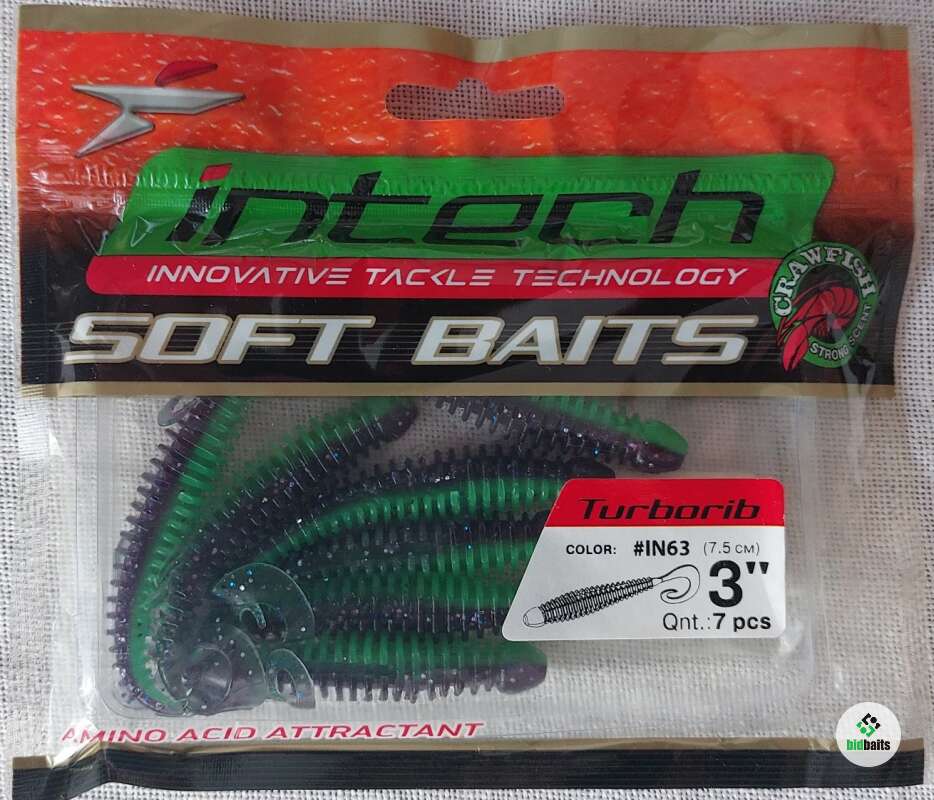 intech
INNOVATIVE TACKLE TECHNOLOGY
CRAWFISH
STRONG SCENT
SOFT BAITS
Turborib
COLOR: #IN63 (7.5 CM)
3"
Qnt.: 7 pcs
AMINO ACID ATTRACTANT
bidbaits